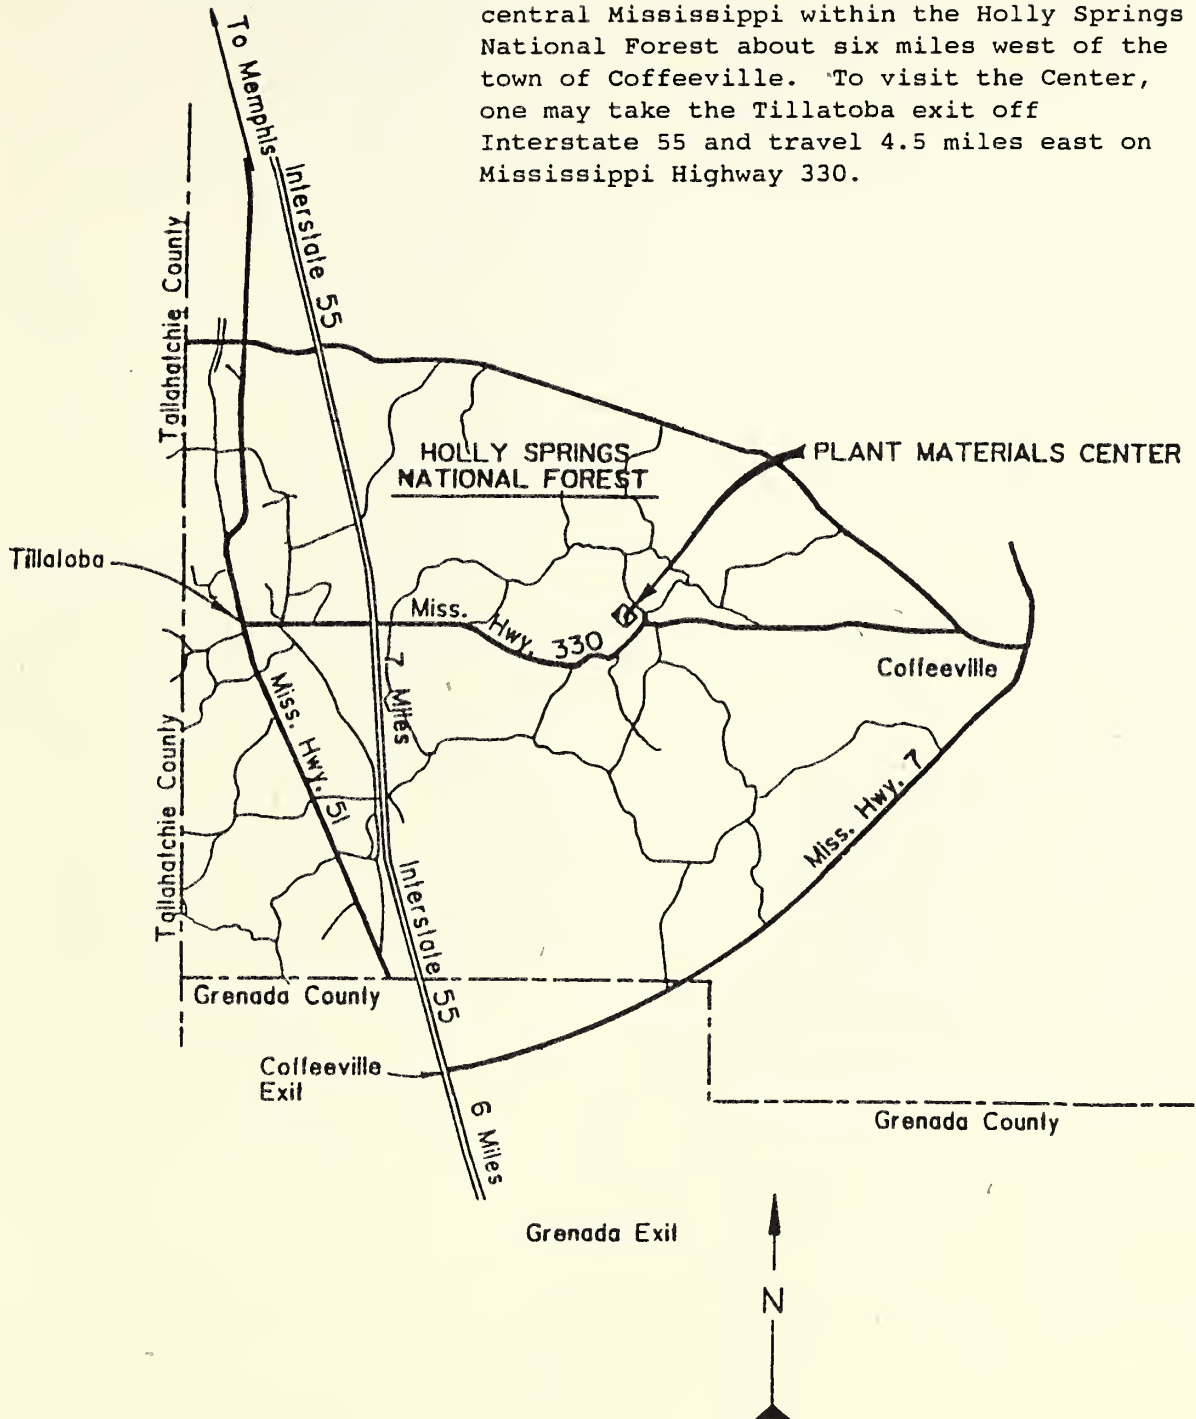 central Mississippi within the Holly Springs
National Forest about six miles west of the
town of Coffeeville. To visit the Center,
one may take the Tillatoba exit off
Interstate 55 and travel 4.5 miles east on
Mississippi Highway 330.
To Memphis
Interstate 55
Tallahatchie County
HOLLY SPRINGS
NATIONAL FOREST
PLANT MATERIALS CENTER
Tillaloba
Miss. Hwy. 330
Coffeeville
7 Miles
Miss. Hwy. 51
Tallahatchie County
Miss. Hwy. 7
Interstate 55
Grenada County
Coffeeville
Exit
6 Miles
Grenada County
Grenada Exit
N